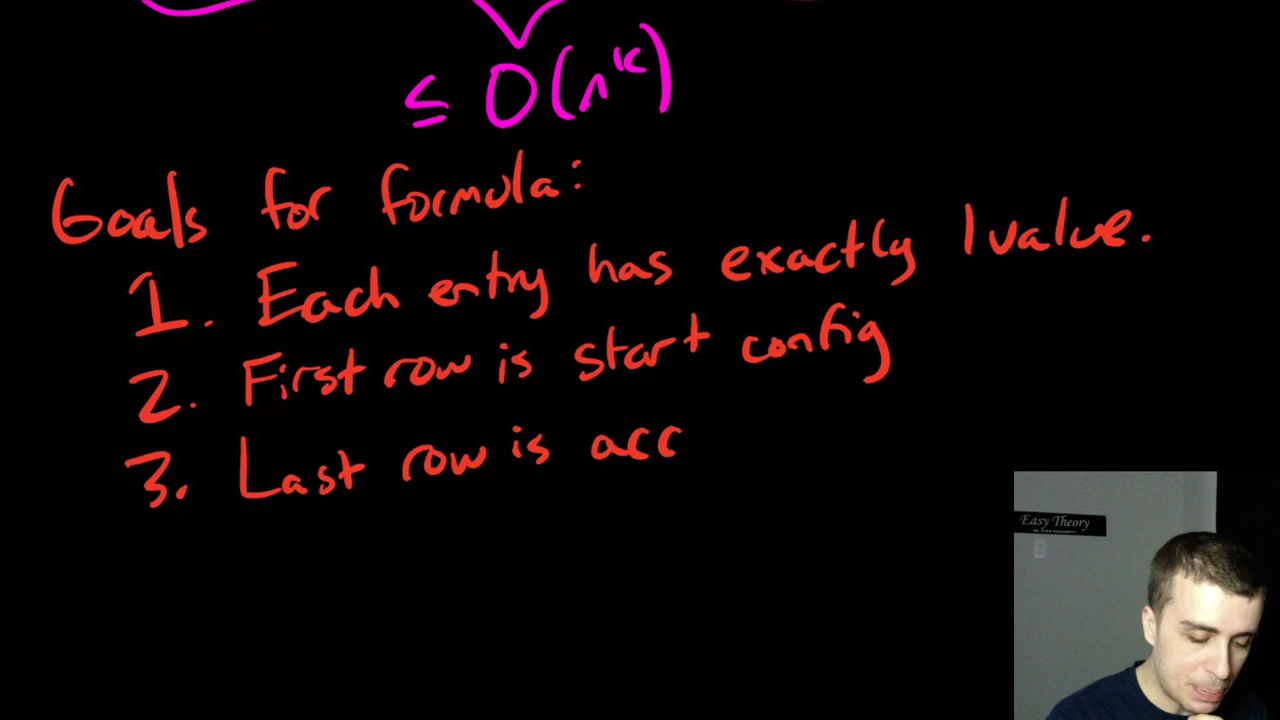 ≤ O(n^k)
Goals for formula:
1. Each entry has exactly 1 value.
2. First row is start config
3. Last row is acc
Easy Theory